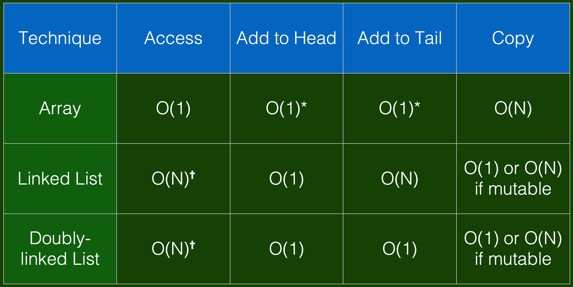 Technique Access Add to Head Add to Tail Copy
Array O(1) O(1)* O(1)* O(N)
Linked List O(N)✝ O(1) O(N) O(1) or O(N)
if mutable
Doubly-
linked List O(N)✝ O(1) O(1) O(1) or O(N)
if mutable